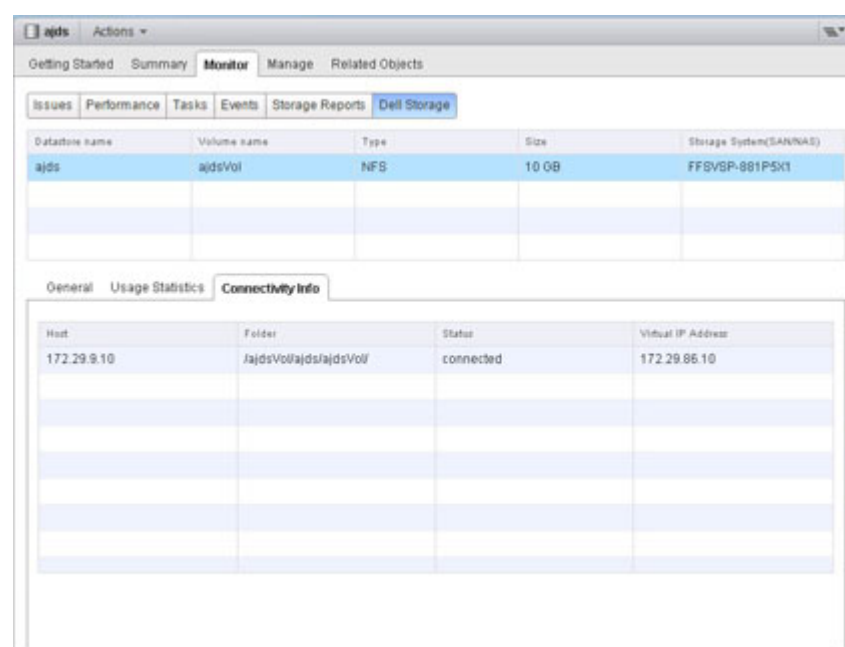 ajds Actions
Getting Started Summary Monitor Manage Related Objects
Issues Performance Tasks Events Storage Reports Dell Storage
Datastore name Volume name Type Size Storage System(SAN/NAS)
ajds ajdsVol NFS 10 GB FFSVSP-881P5X1
General Usage Statistics Connectivity Info
Host Folder Status Virtual IP Address
172.29.9.10 /ajdsVol/ajds/ajdsVol/ connected 172.29.86.10